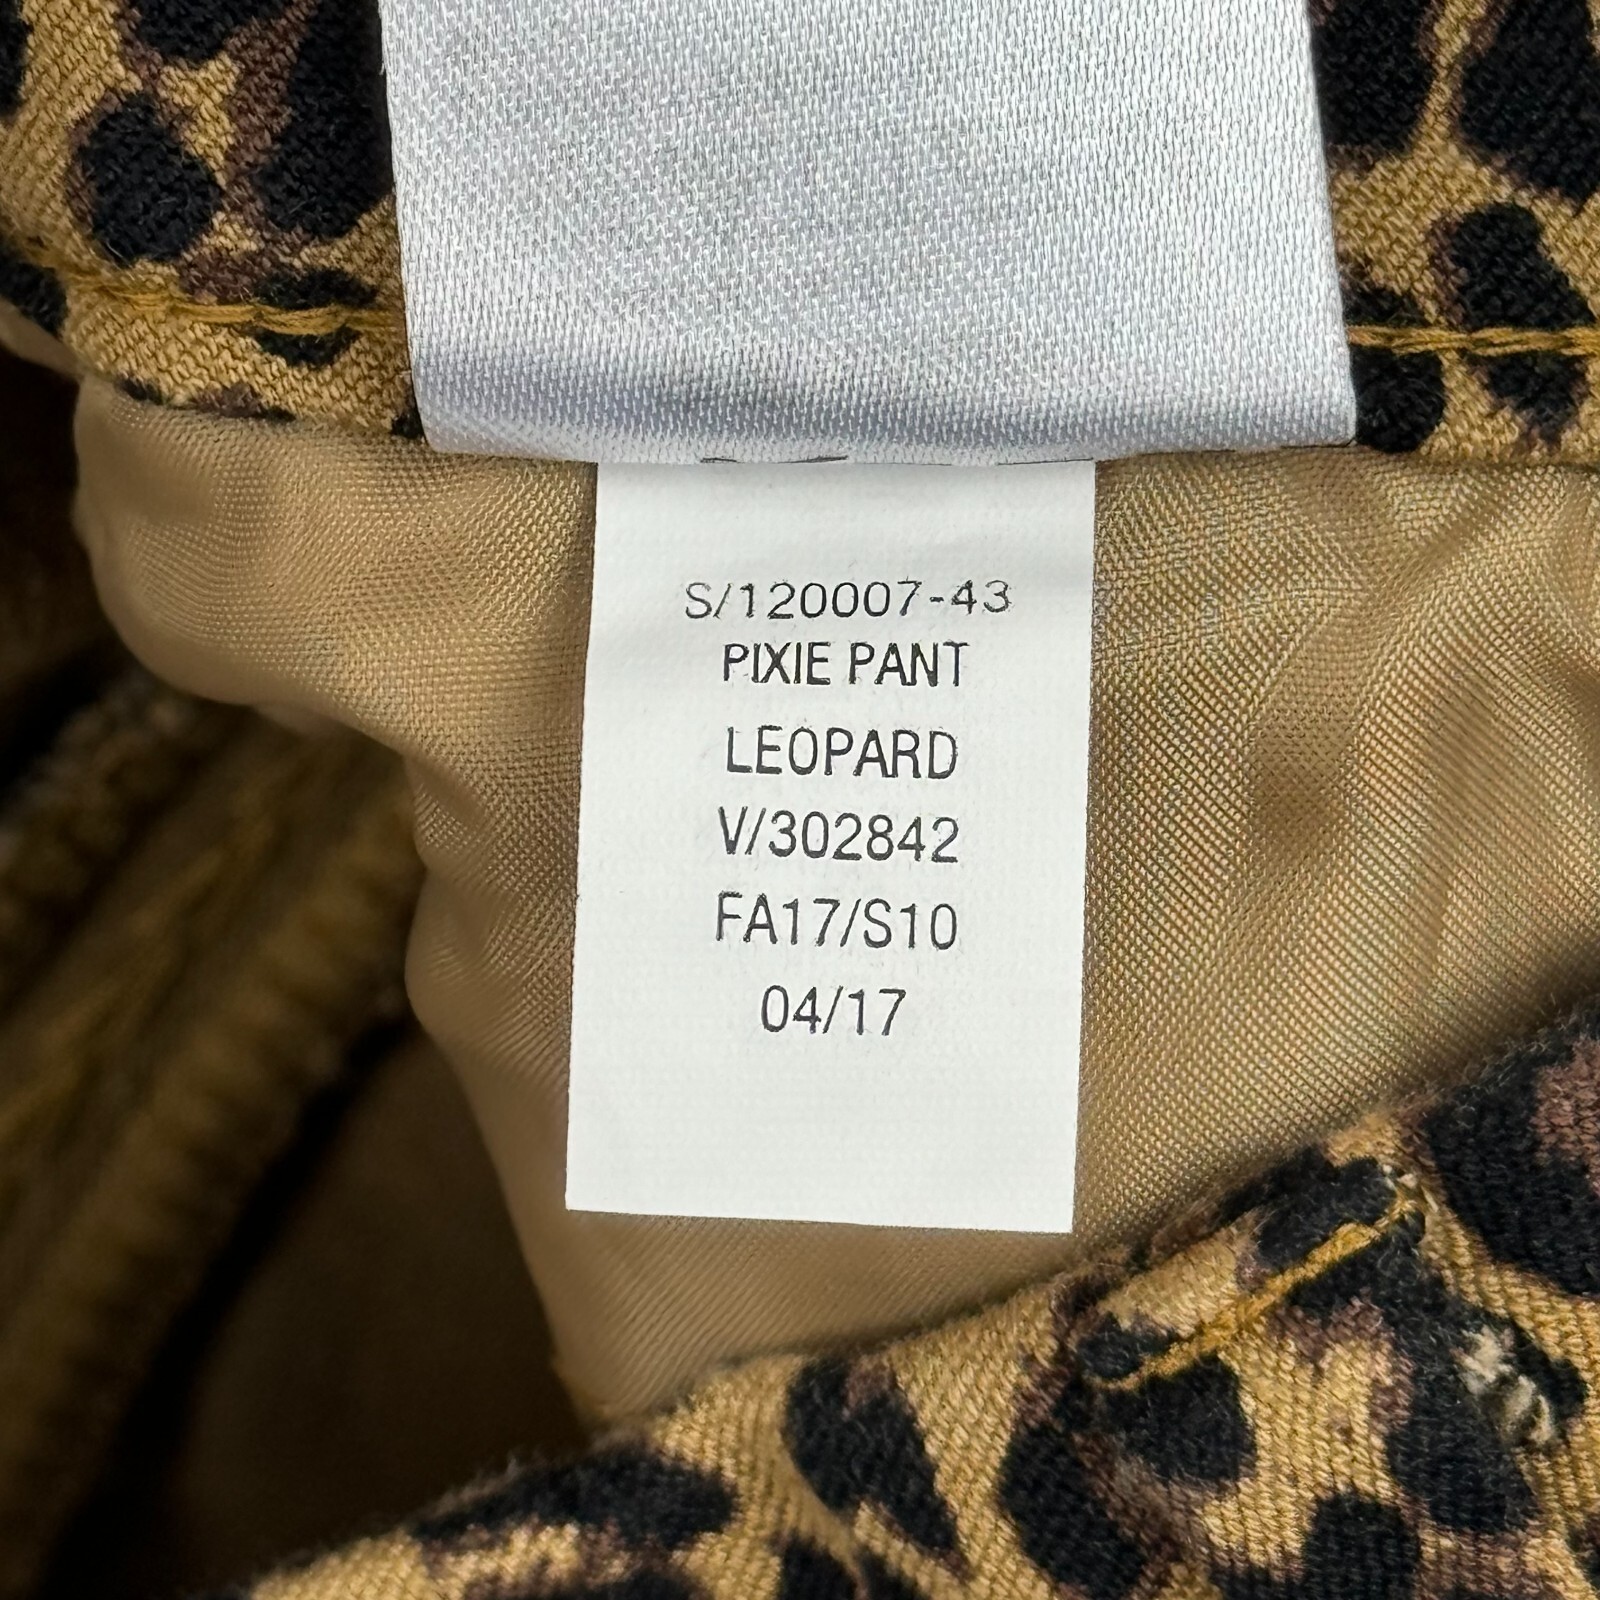 S/120007-43
PIXIE PANT
LEOPARD
V/302842
FA17/S10
04/17